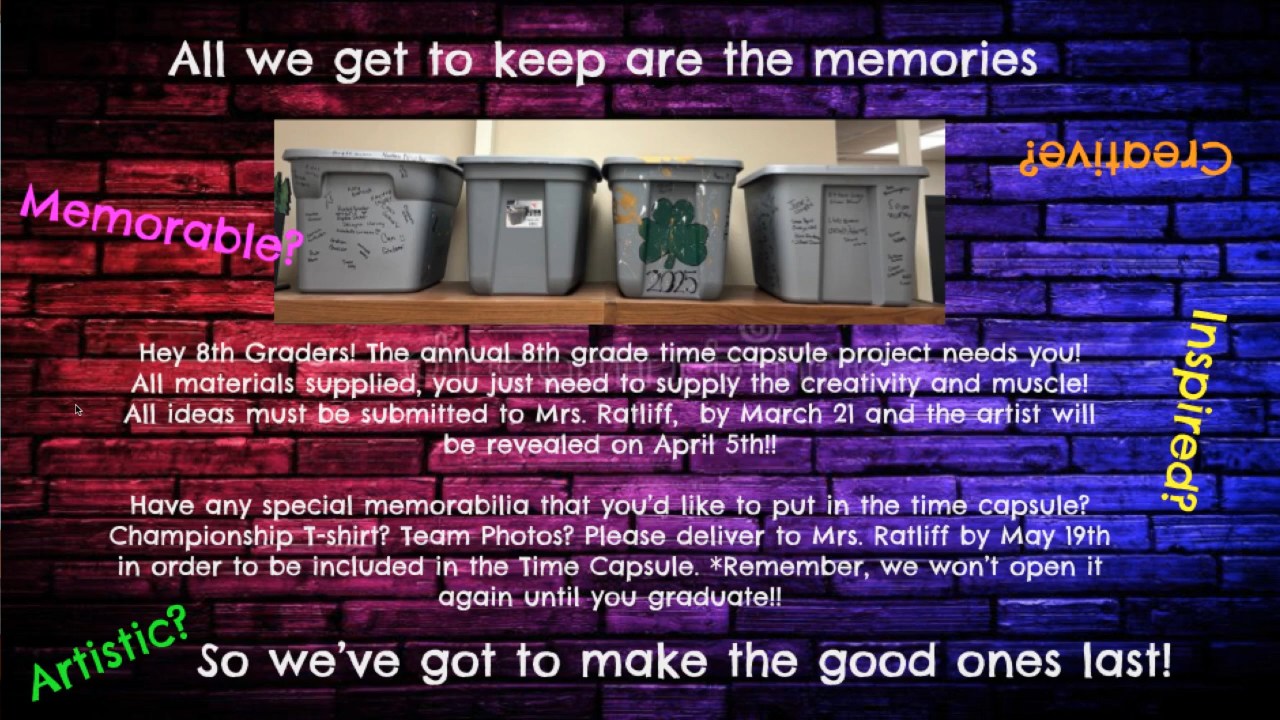 All we get to keep are the memories
Creative?
Memorable?
2025
Inspired?
Hey 8th Graders! The annual 8th grade time capsule project needs you!
All materials supplied, you just need to supply the creativity and muscle!
All ideas must be submitted to Mrs. Ratliff, by March 21 and the artist will
be revealed on April 5th!!
Have any special memorabilia that you'd like to put in the time capsule?
Championship T-shirt? Team Photos? Please deliver to Mrs. Ratliff by May 19th
in order to be included in the Time Capsule. *Remember, we won't open it
again until you graduate!!
Artistic?
So we've got to make the good ones last!